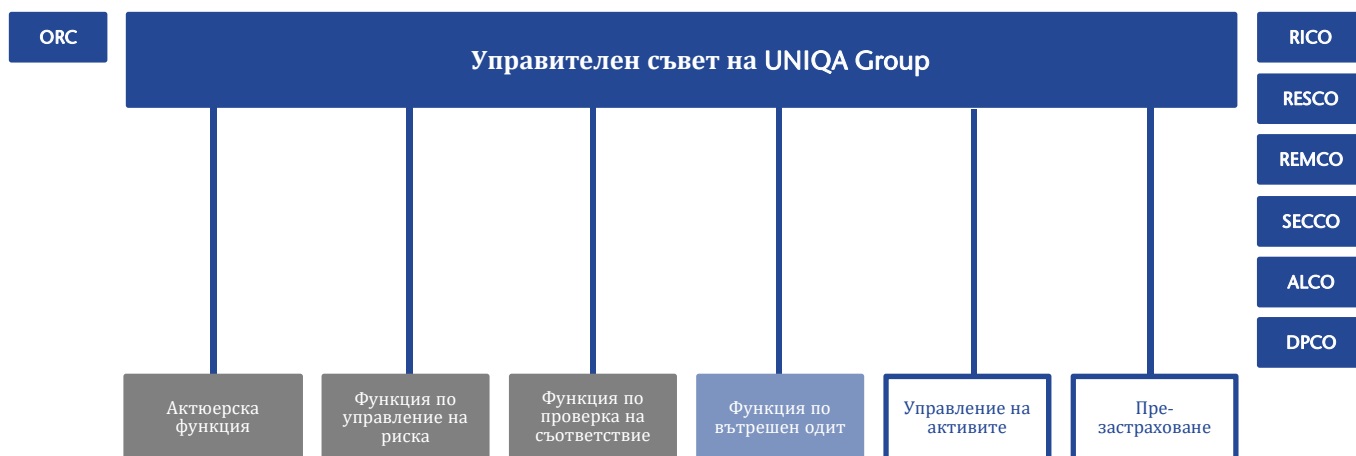 ORC
Управителен съвет на UNIQA Group
RICO
RESCO
REMCO
SECCO
ALCO
DPCO
Актюерска
функция
Функция по
управление на
риска
Функция по
проверка на
съответствие
Функция по
вътрешен одит
Управление на
активите
Пре-
застраховане